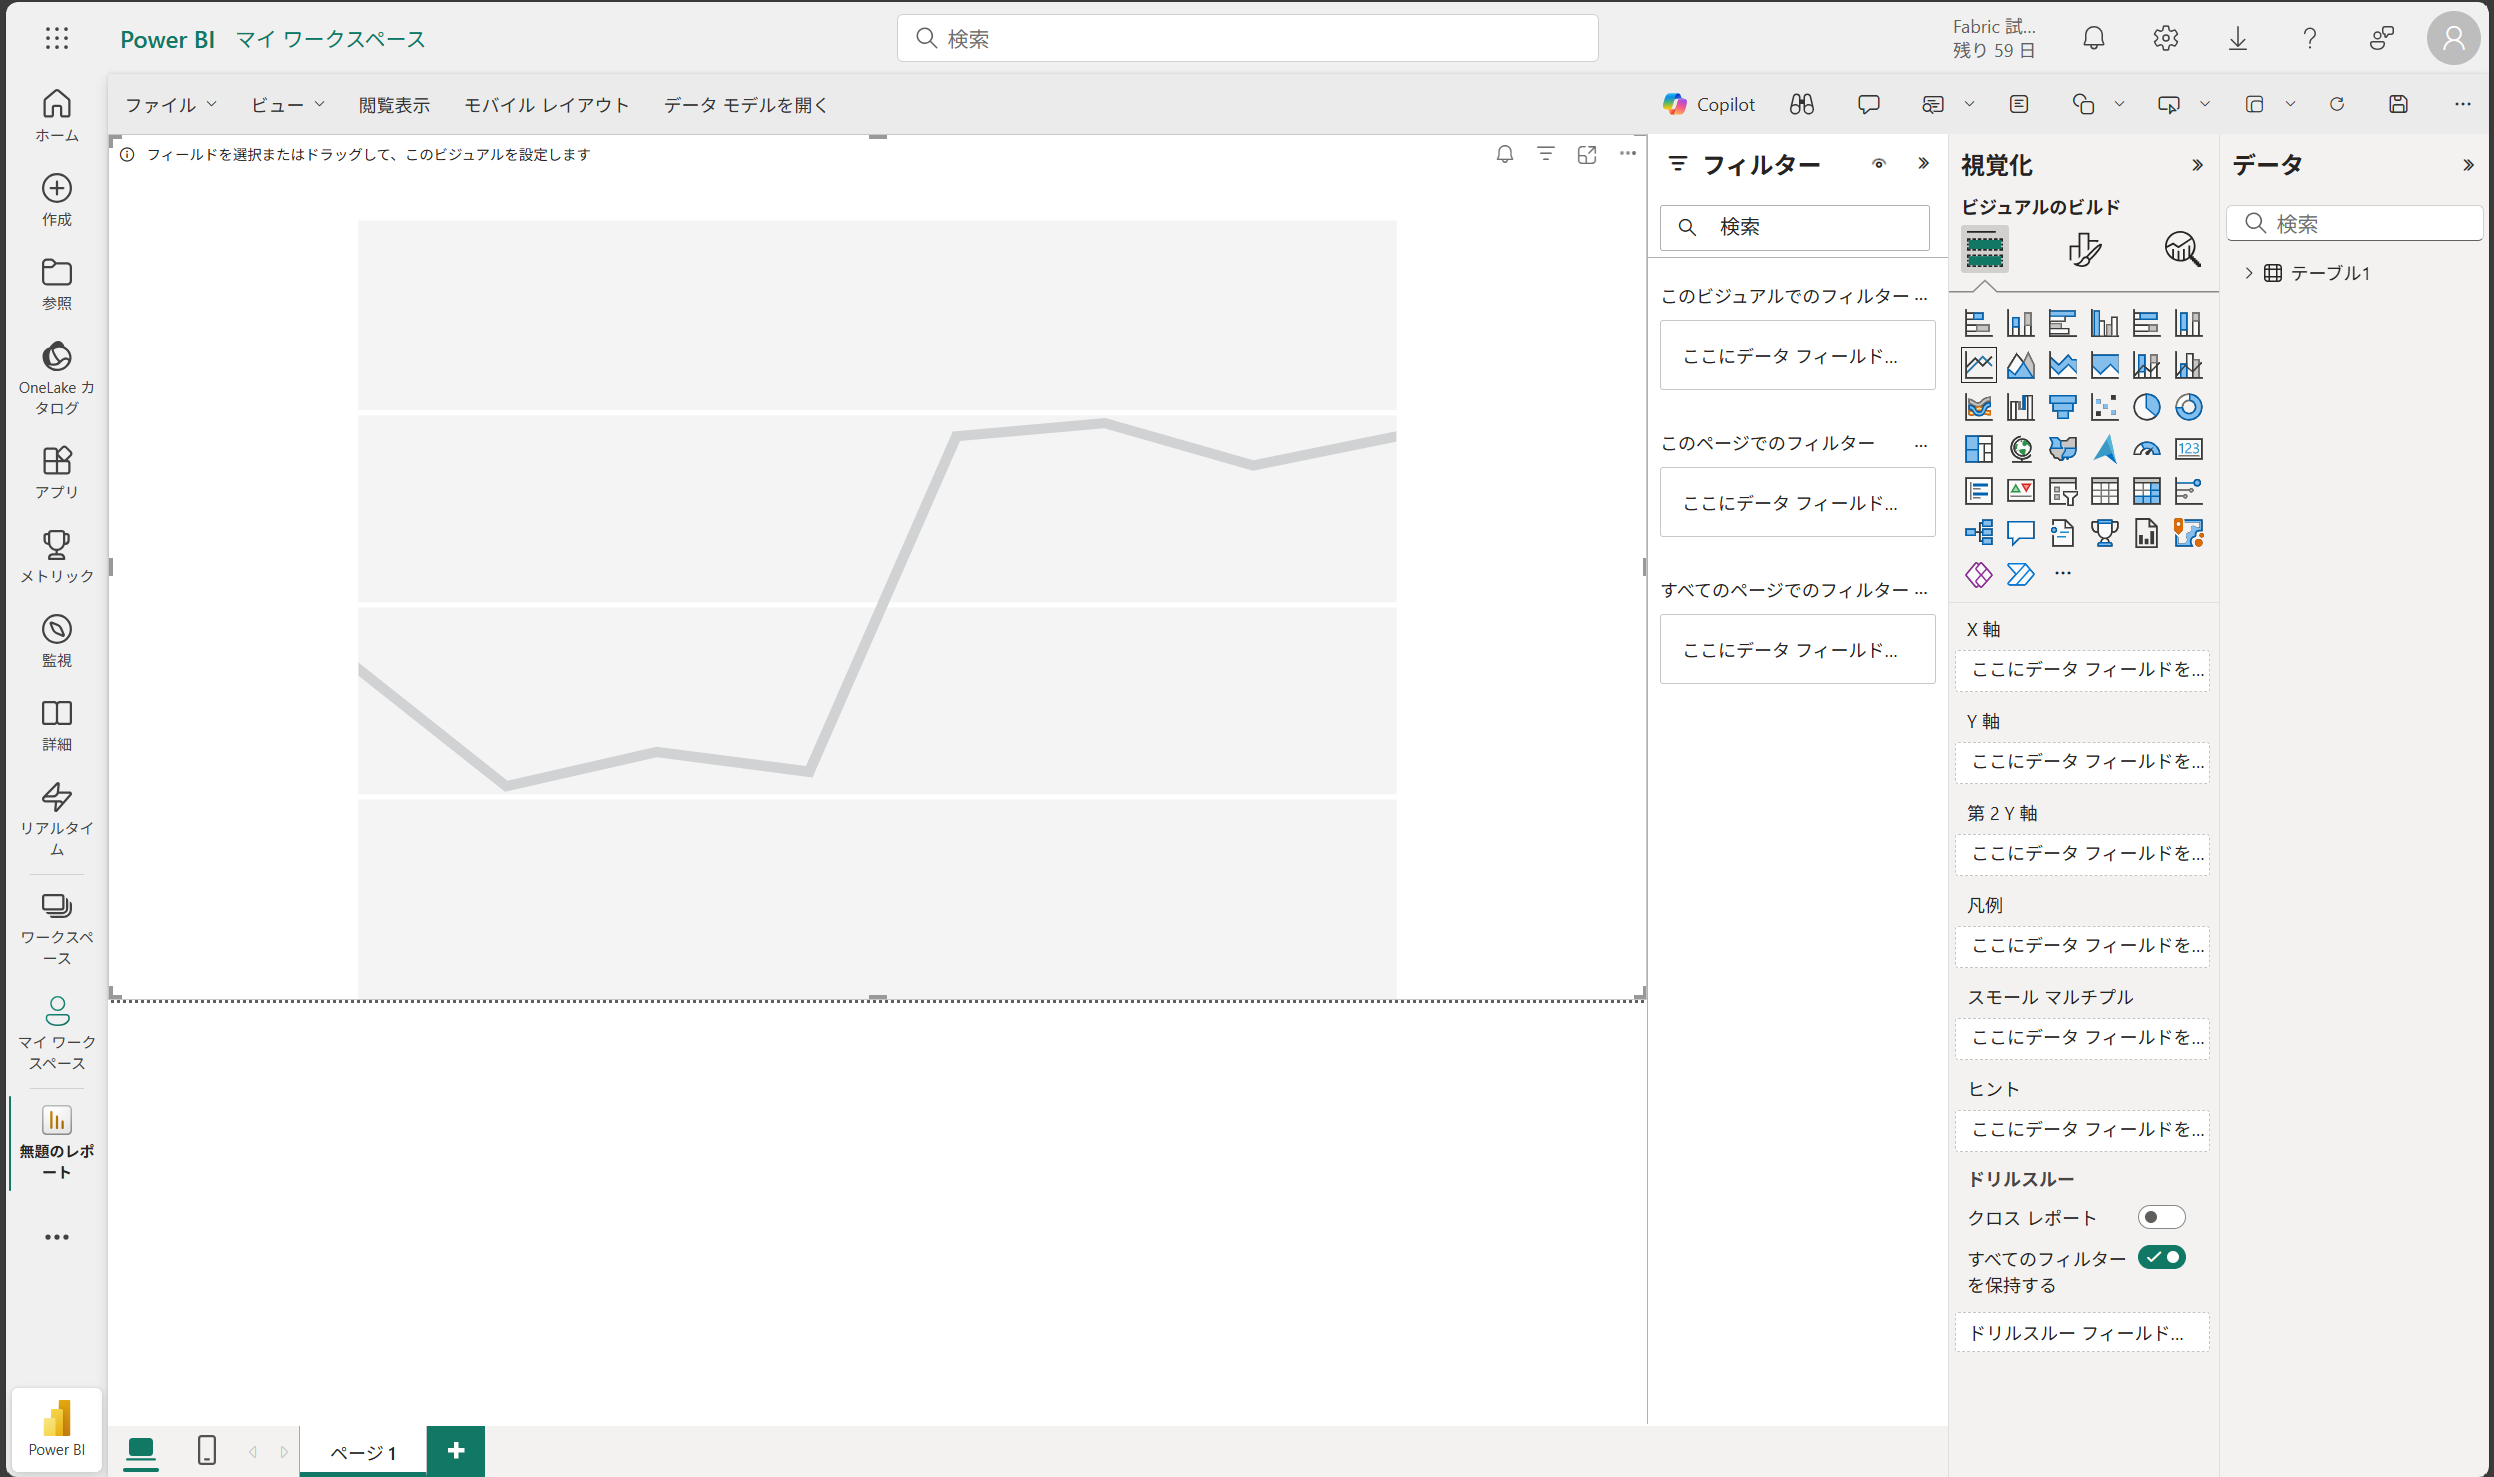 Power BI マイ ワークスペース
検索
Fabric 試...
残り 59 日
ホーム
作成
参照
OneLake カ
タログ
アプリ
メトリック
監視
詳細
リアルタイ
ム
ワークスペ
ース
マイ ワーク
スペース
無題のレポ
ート
Power BI
ファイル ビュー 閲覧表示 モバイル レイアウト データ モデルを開く
Copilot
フィールドを選択またはドラッグして、このビジュアルを設定します
フィルター
検索
このビジュアルでのフィルター ...
ここにデータ フィールド...
このページでのフィルター ...
ここにデータ フィールド...
すべてのページでのフィルター ...
ここにデータ フィールド...
視覚化
ビジュアルのビルド
123
X 軸
ここにデータ フィールドを...
Y 軸
ここにデータ フィールドを...
第 2 Y 軸
ここにデータ フィールドを...
凡例
ここにデータ フィールドを...
スモール マルチプル
ここにデータ フィールドを...
ヒント
ここにデータ フィールドを...
ドリルスルー
クロス レポート
すべてのフィルター
を保持する
ドリルスルー フィールド...
データ
検索
テーブル1
ページ 1